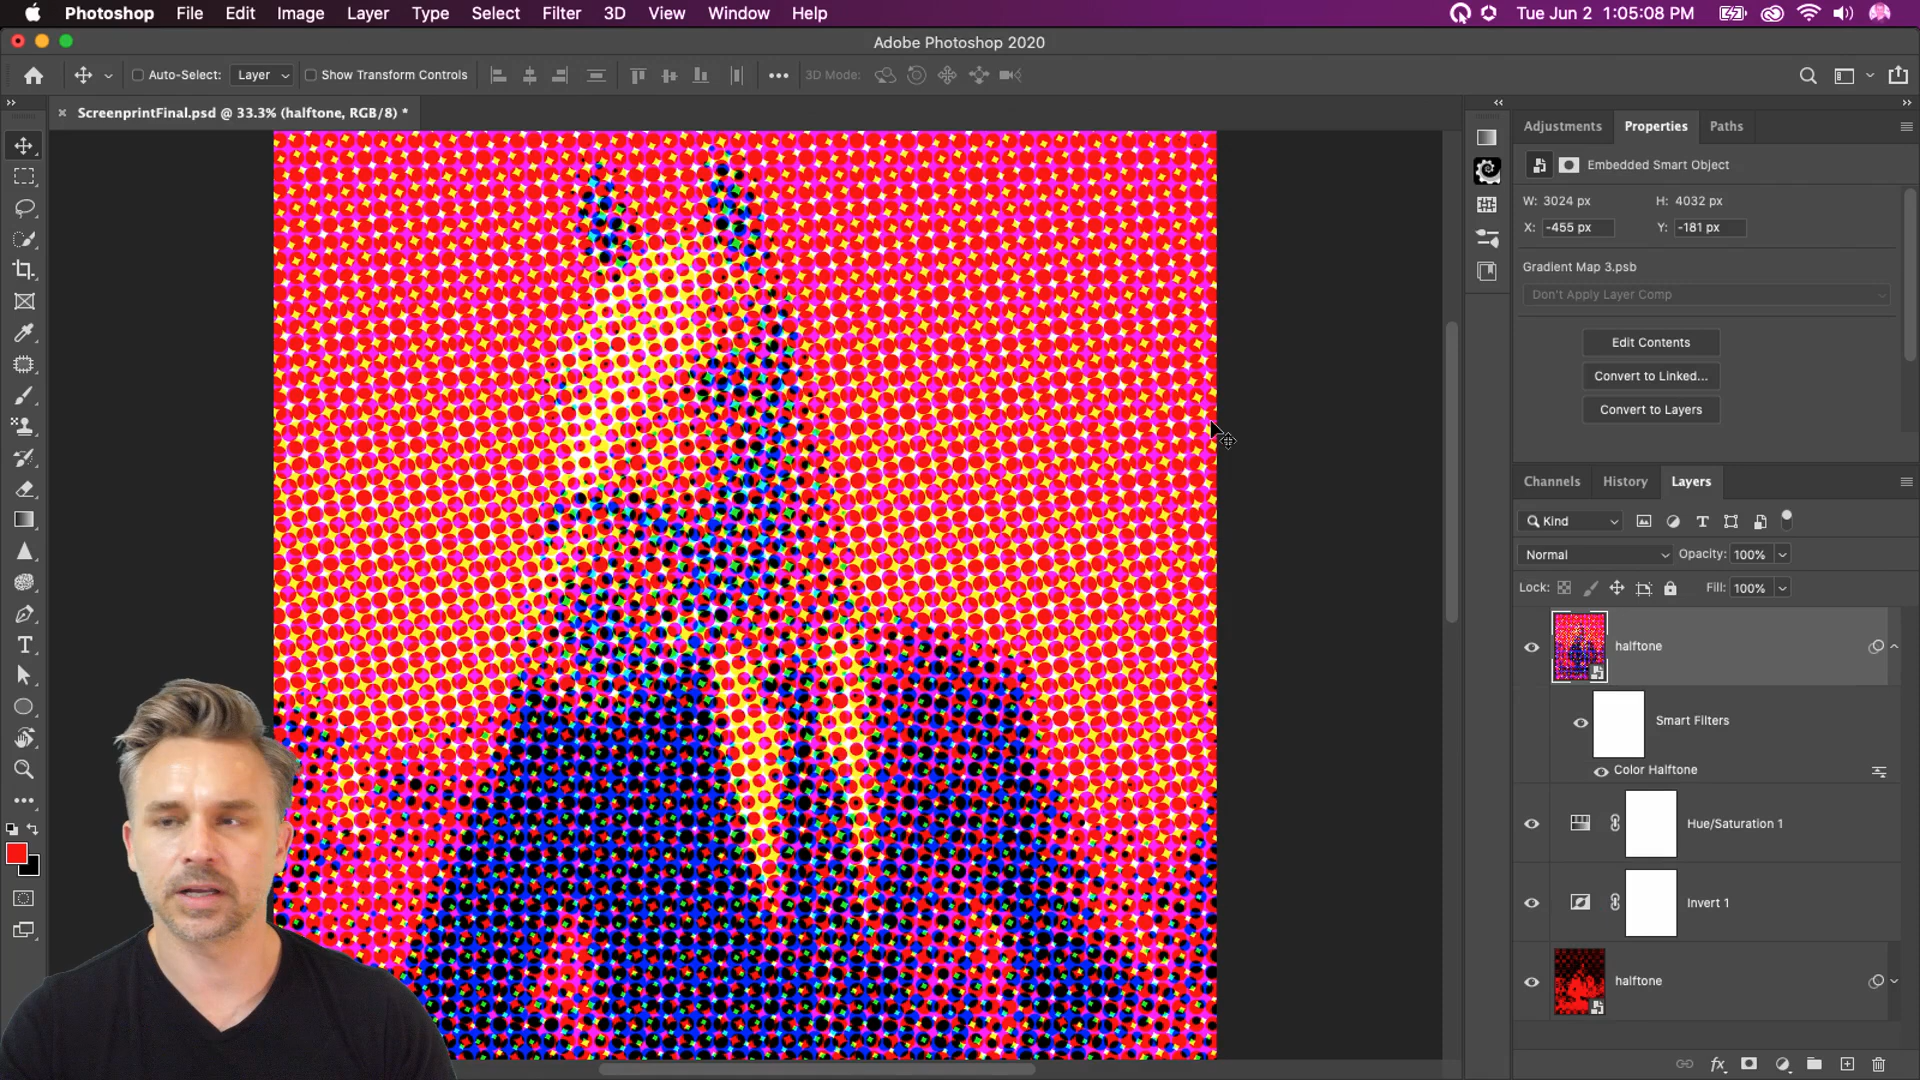 Photoshop File Edit Image Layer Type Select Filter 3D View Window Help Tue Jun 2 1:05:08 PM
Adobe Photoshop 2020
Auto-Select: Layer Show Transform Controls 3D Mode:
ScreenprintFinal.psd @ 33.3% (halftone, RGB/8) *
Adjustments Properties Paths
Embedded Smart Object
W: 3024 px H: 4032 px
X: -455 px Y: -181 px
Gradient Map 3.psb
Don't Apply Layer Comp
Edit Contents
Convert to Linked...
Convert to Layers
Channels History Layers
Kind
Normal Opacity: 100%
Lock: Fill: 100%
halftone
Smart Filters
Color Halftone
Hue/Saturation 1
Invert 1
halftone